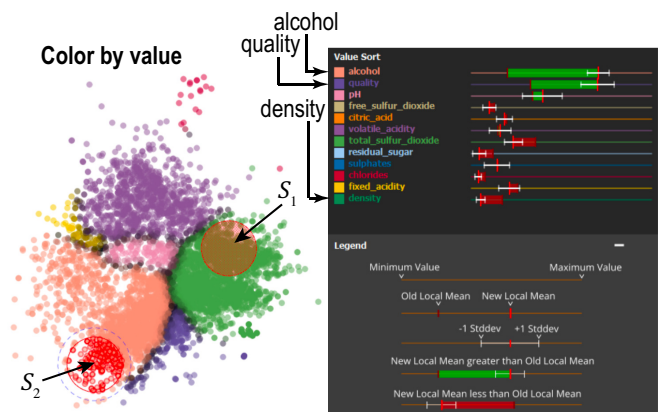 alcohol
quality
Color by value
density
S1
S2
Value Sort
alcohol
quality
pH
free_sulfur_dioxide
citric_acid
volatile_acidity
total_sulfur_dioxide
residual_sugar
sulphates
chlorides
fixed_acidity
density
Legend
Minimum Value Maximum Value
Old Local Mean New Local Mean
-1 Stddev +1 Stddev
New Local Mean greater than Old Local Mean
New Local Mean less than Old Local Mean